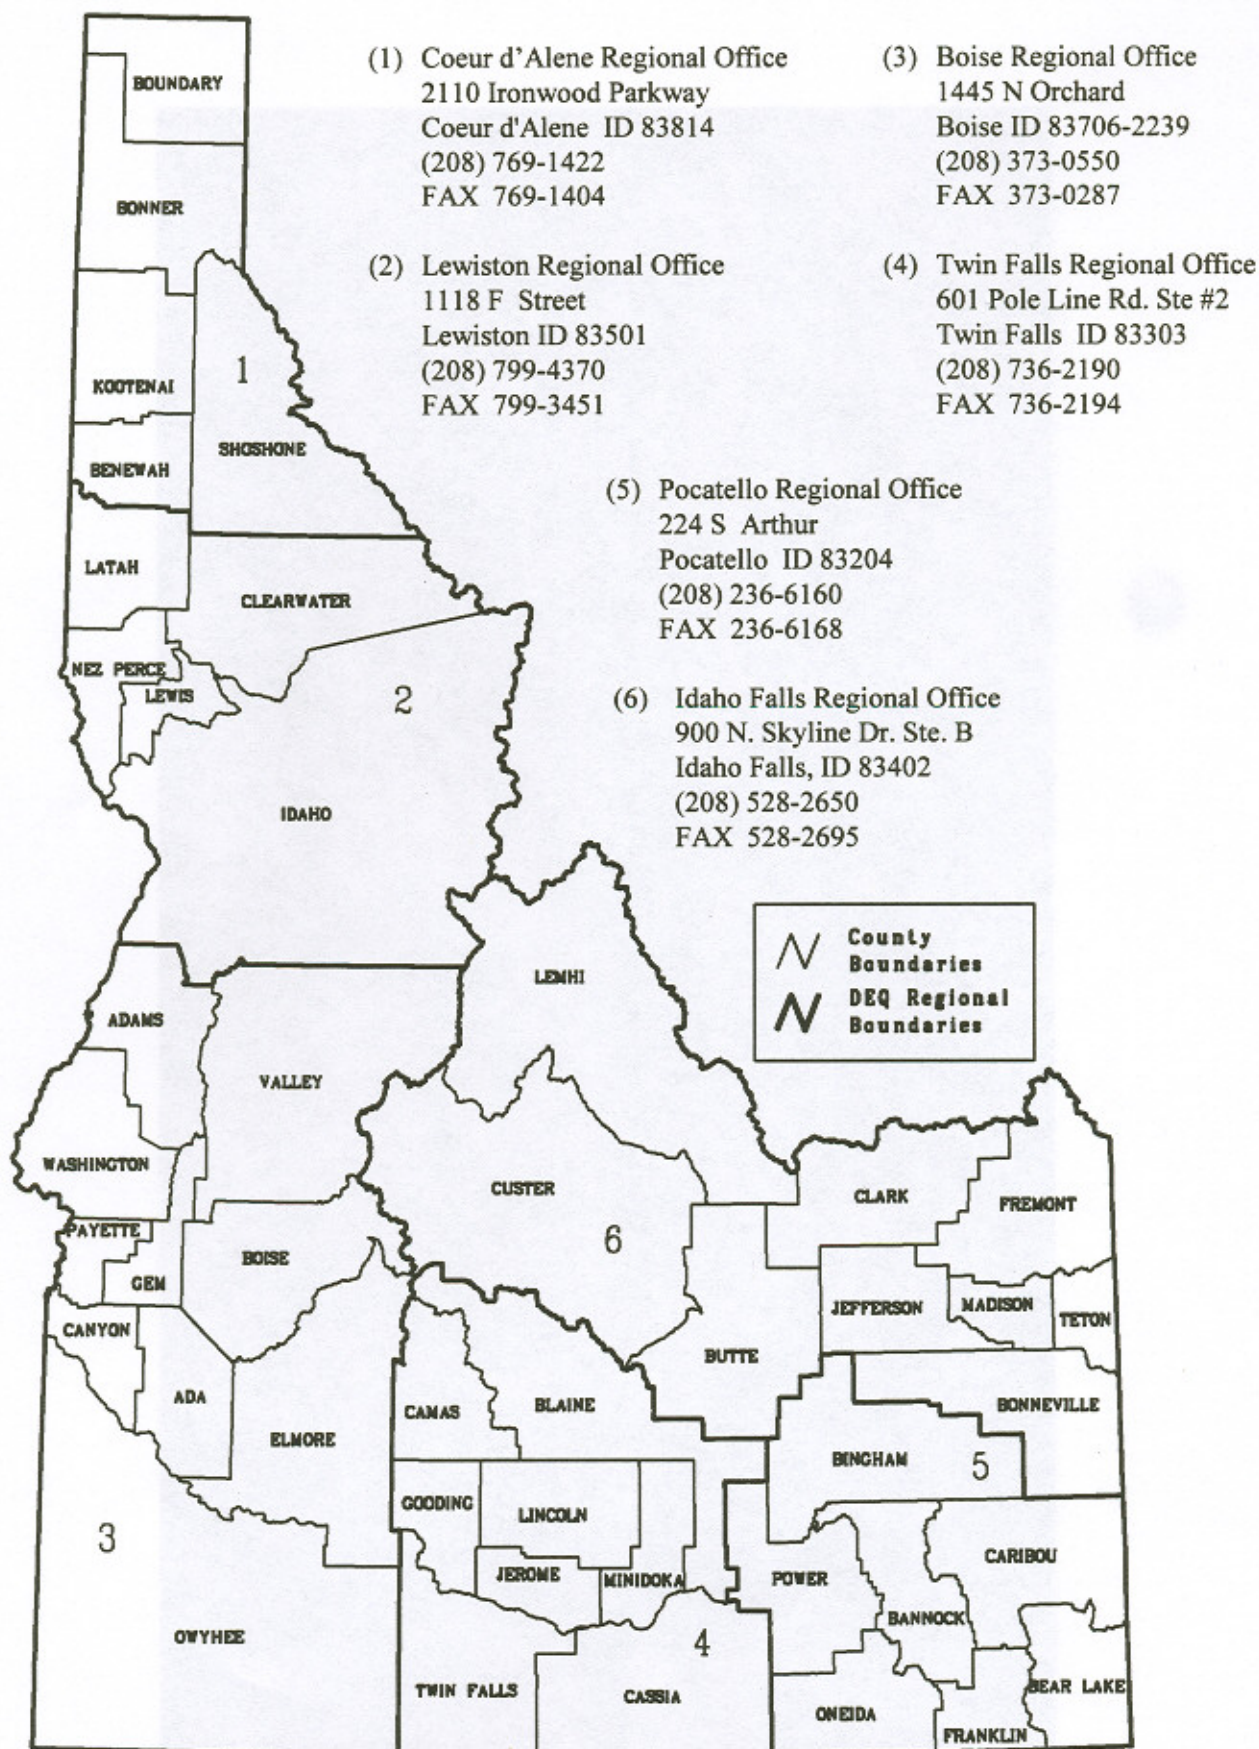 (1) Coeur d'Alene Regional Office
2110 Ironwood Parkway
Coeur d'Alene ID 83814
(208) 769-1422
FAX 769-1404
(3) Boise Regional Office
1445 N Orchard
Boise ID 83706-2239
(208) 373-0550
FAX 373-0287
(2) Lewiston Regional Office
1118 F Street
Lewiston ID 83501
(208) 799-4370
FAX 799-3451
(4) Twin Falls Regional Office
601 Pole Line Rd. Ste #2
Twin Falls ID 83303
(208) 736-2190
FAX 736-2194
(5) Pocatello Regional Office
224 S Arthur
Pocatello ID 83204
(208) 236-6160
FAX 236-6168
(6) Idaho Falls Regional Office
900 N. Skyline Dr. Ste. B
Idaho Falls, ID 83402
(208) 528-2650
FAX 528-2695
County
Boundaries
DEQ Regional
Boundaries
BOUNDARY
BONNER
1
KOOTENAI
SHOSHONE
BENEWAH
LATAH
CLEARWATER
NEZ PERCE
LEWIS
2
IDAHO
LEMHI
ADAMS
VALLEY
WASHINGTON
CUSTER
CLARK
FREMONT
PAYETTE
BOISE
6
GEM
CANYON
JEFFERSON
MADISON
TETON
BUTTE
ADA
CAMAS
BLAINE
BONNEVILLE
ELMORE
BINGHAM
5
GOODING
LINCOLN
3
JEROME
MINIDOKA
POWER
CARIBOU
BANNOCK
OWYHEE
4
TWIN FALLS
CASSIA
BEAR LAKE
ONEIDA
FRANKLIN